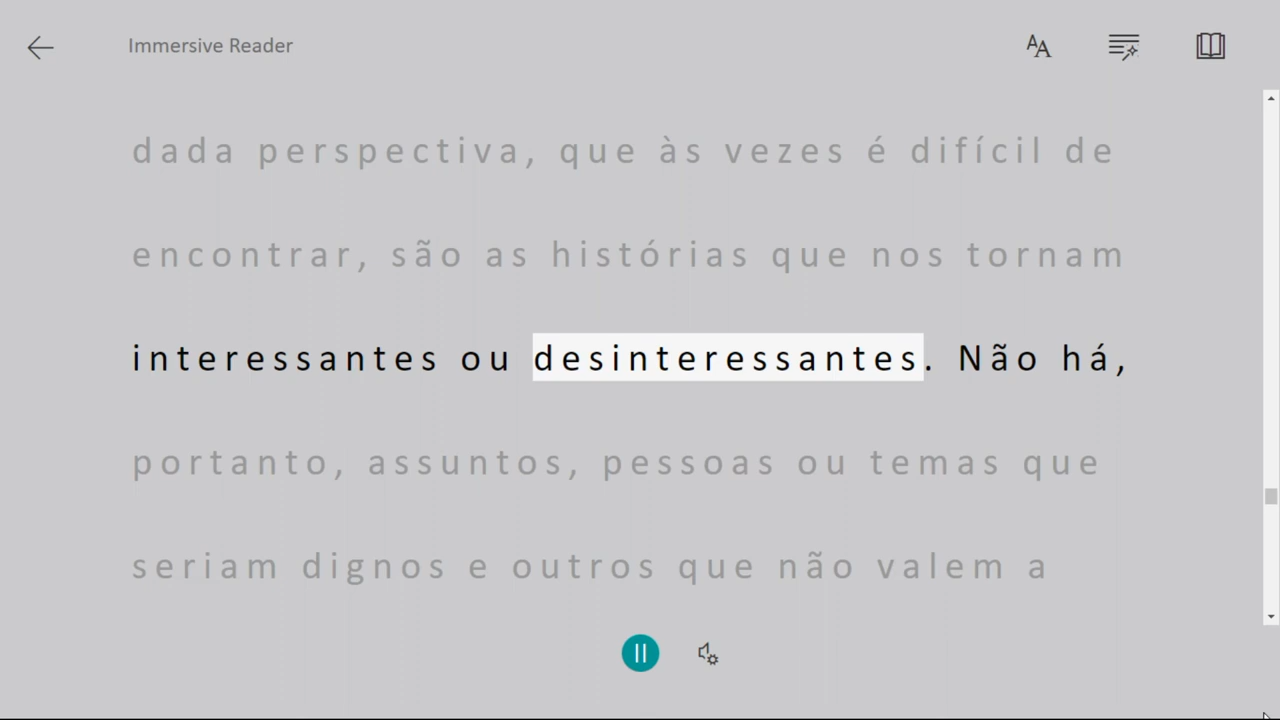 Immersive Reader
dada perspectiva, que às vezes é difícil de
encontrar, são as histórias que nos tornam
interessantes ou desinteressantes. Não há,
portanto, assuntos, pessoas ou temas que
seriam dignos e outros que não valem a